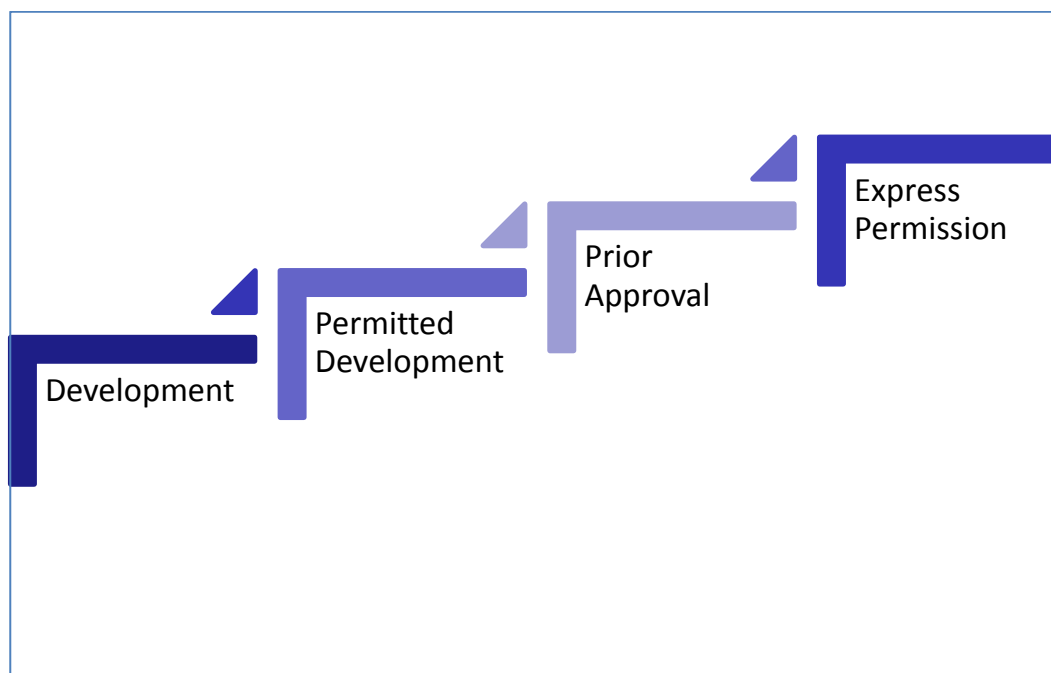 Development
Permitted
Development
Prior
Approval
Express
Permission